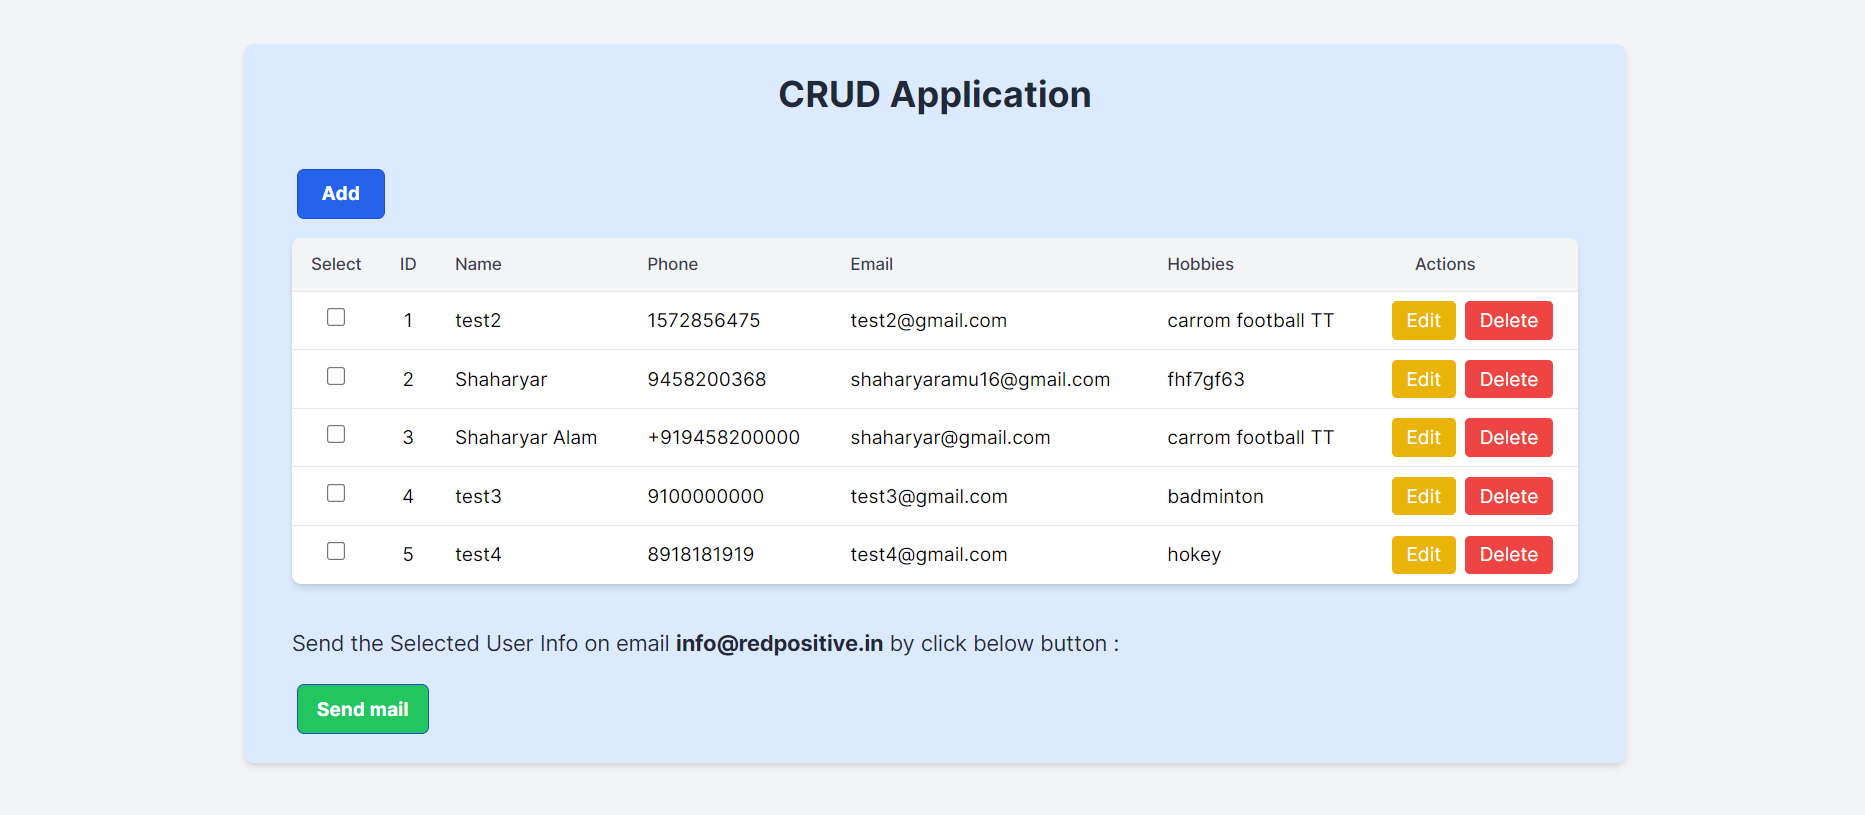 CRUD Application
Add
Select ID Name Phone Email Hobbies Actions
1 test2 1572856475 test2@gmail.com carrom football TT Edit Delete
2 Shaharyar 9458200368 shaharyaramu16@gmail.com fhf7gf63 Edit Delete
3 Shaharyar Alam +919458200000 shaharyar@gmail.com carrom football TT Edit Delete
4 test3 9100000000 test3@gmail.com badminton Edit Delete
5 test4 8918181919 test4@gmail.com hokey Edit Delete
Send the Selected User Info on email info@redpositive.in by click below button :
Send mail